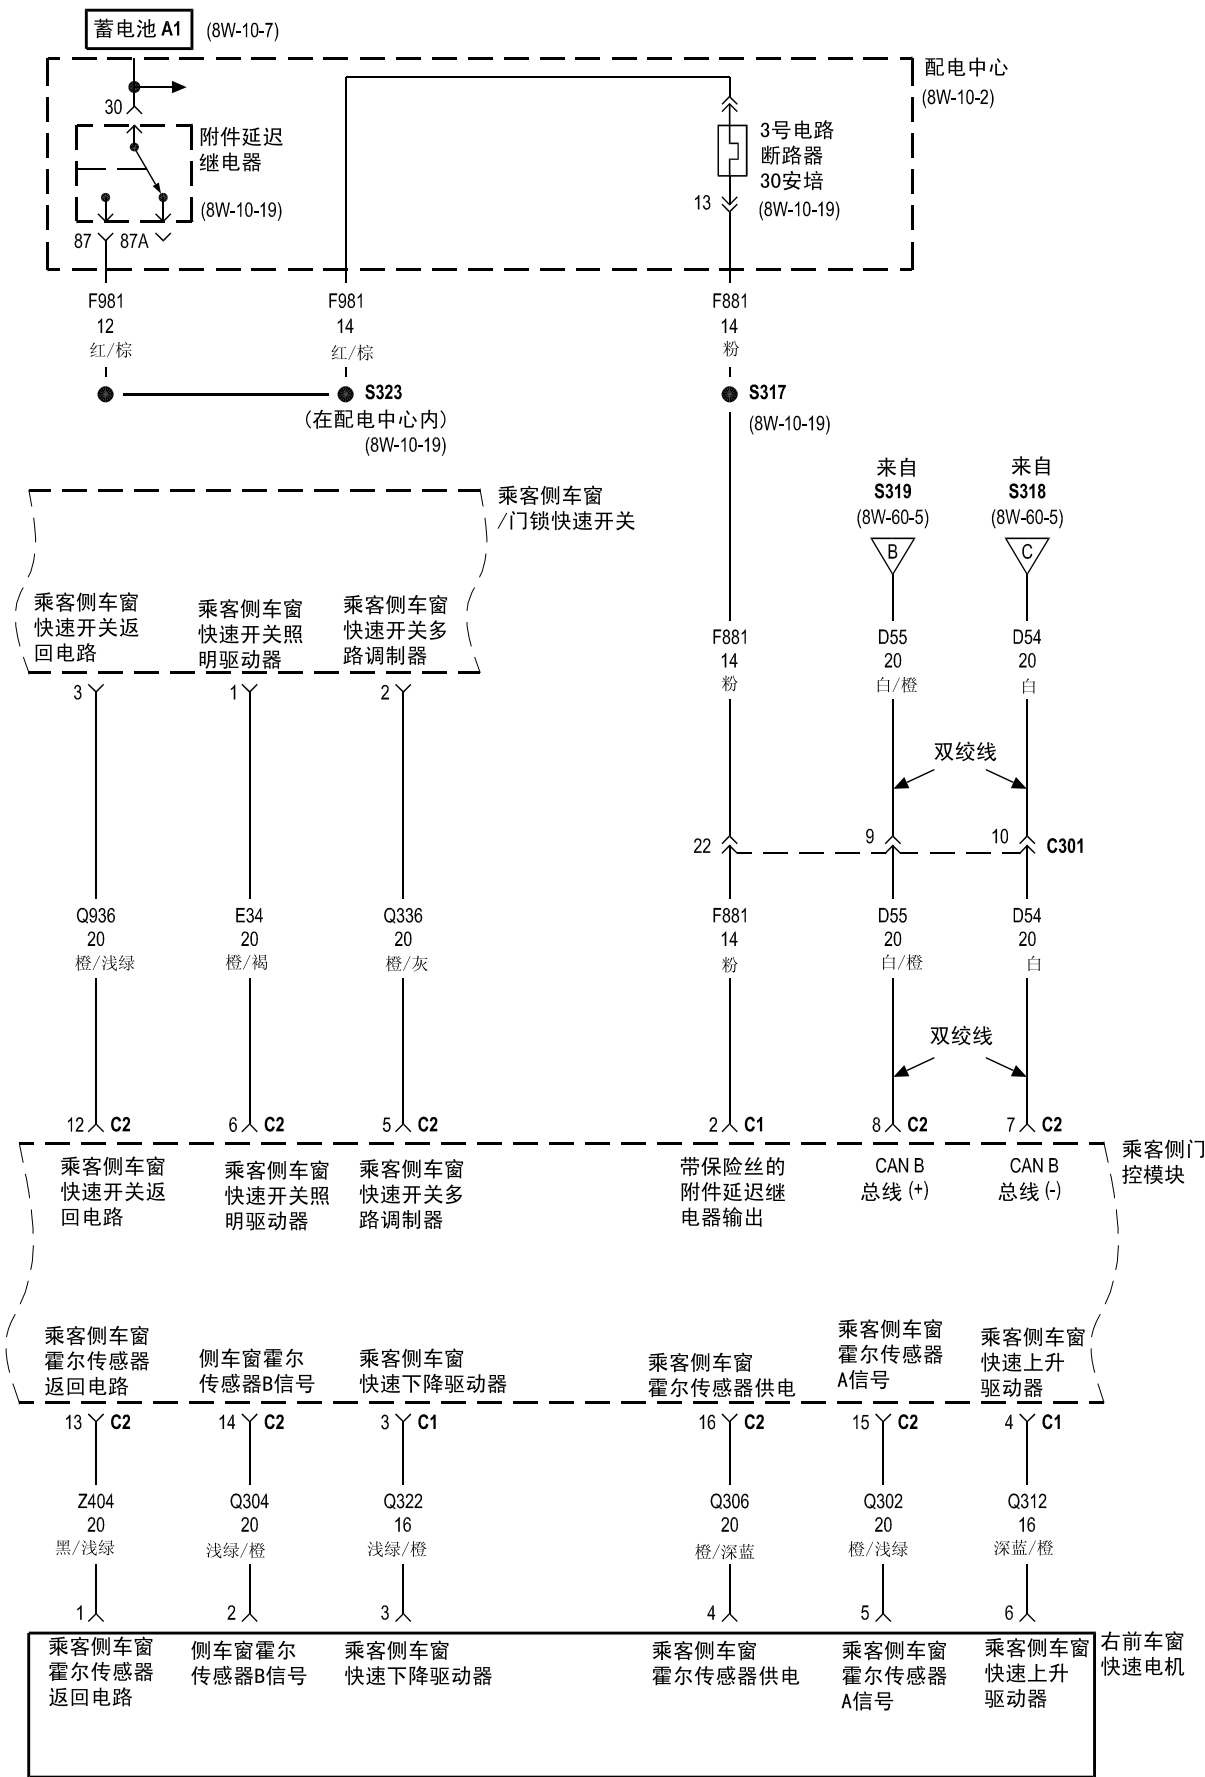 蓄电池 A1
(8W-10-7)
配电中心
(8W-10-2)
30
附件延迟
继电器
(8W-10-19)
87
87A
3号电路
断路器
30安培
(8W-10-19)
13
F981
12
红/棕
F981
14
红/棕
F881
14
粉
S323
(在配电中心内)
(8W-10-19)
S317
(8W-10-19)
来自
S319
(8W-60-5)
B
来自
S318
(8W-60-5)
C
乘客侧车窗
/门锁快速开关
乘客侧车窗
快速开关返
回电路
乘客侧车窗
快速开关照
明驱动器
乘客侧车窗
快速开关多
路调制器
3
1
2
F881
14
粉
D55
20
白/橙
D54
20
白
双绞线
22
9
10
C301
Q936
20
橙/浅绿
E34
20
橙/褐
Q336
20
橙/灰
F881
14
粉
D55
20
白/橙
D54
20
白
双绞线
12 C2
6 C2
5 C2
2 C1
8 C2
7 C2
乘客侧门
控模块
乘客侧车窗
快速开关返
回电路
乘客侧车窗
快速开关照
明驱动器
乘客侧车窗
快速开关多
路调制器
带保险丝的
附件延迟继
电器输出
CAN B
总线 (+)
CAN B
总线 (-)
乘客侧车窗
霍尔传感器
返回电路
侧车窗霍尔
传感器B信号
乘客侧车窗
快速下降驱动器
乘客侧车窗
霍尔传感器供电
乘客侧车窗
霍尔传感器
A信号
乘客侧车窗
快速上升
驱动器
13 C2
14 C2
3 C1
16 C2
15 C2
4 C1
Z404
20
黑/浅绿
Q304
20
浅绿/橙
Q322
16
浅绿/橙
Q306
20
橙/深蓝
Q302
20
橙/浅绿
Q312
16
深蓝/橙
1
2
3
4
5
6
右前车窗
快速电机
乘客侧车窗
霍尔传感器
返回电路
侧车窗霍尔
传感器B信号
乘客侧车窗
快速下降驱动器
乘客侧车窗
霍尔传感器供电
乘客侧车窗
霍尔传感器
A信号
乘客侧车窗
快速上升
驱动器